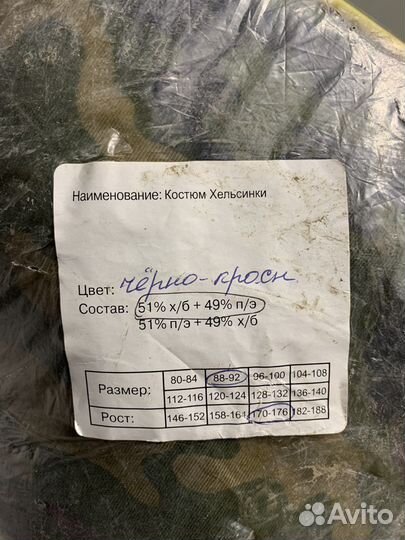 Наименование: Костюм Хельсинки
Цвет: чёрно-красн
Состав: 51% х/б + 49% п/э
51% п/э + 49% х/б
Размер: 80-84 88-92 96-100 104-108
112-116 120-124 128-132 136-140
Рост: 146-152 158-164 170-176 182-188
Avito